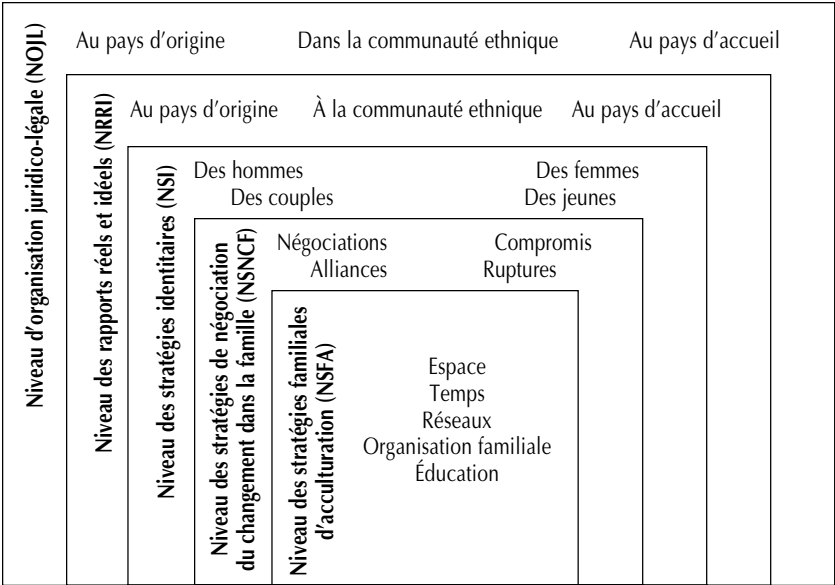 Niveau d'organisation juridico-légale (NOJL)
Au pays d'origine Dans la communauté ethnique Au pays d'accueil
Niveau des rapports réels et idéels (NRRI)
Au pays d'origine À la communauté ethnique Au pays d'accueil
Niveau des stratégies identitaires (NSI)
Des hommes Des femmes
Des couples Des jeunes
Niveau des stratégies de négociation
du changement dans la famille (NSNCF)
Négociations Compromis
Alliances Ruptures
Niveau des stratégies familiales
d'acculturation (NSFA)
Espace
Temps
Réseaux
Organisation familiale
Éducation